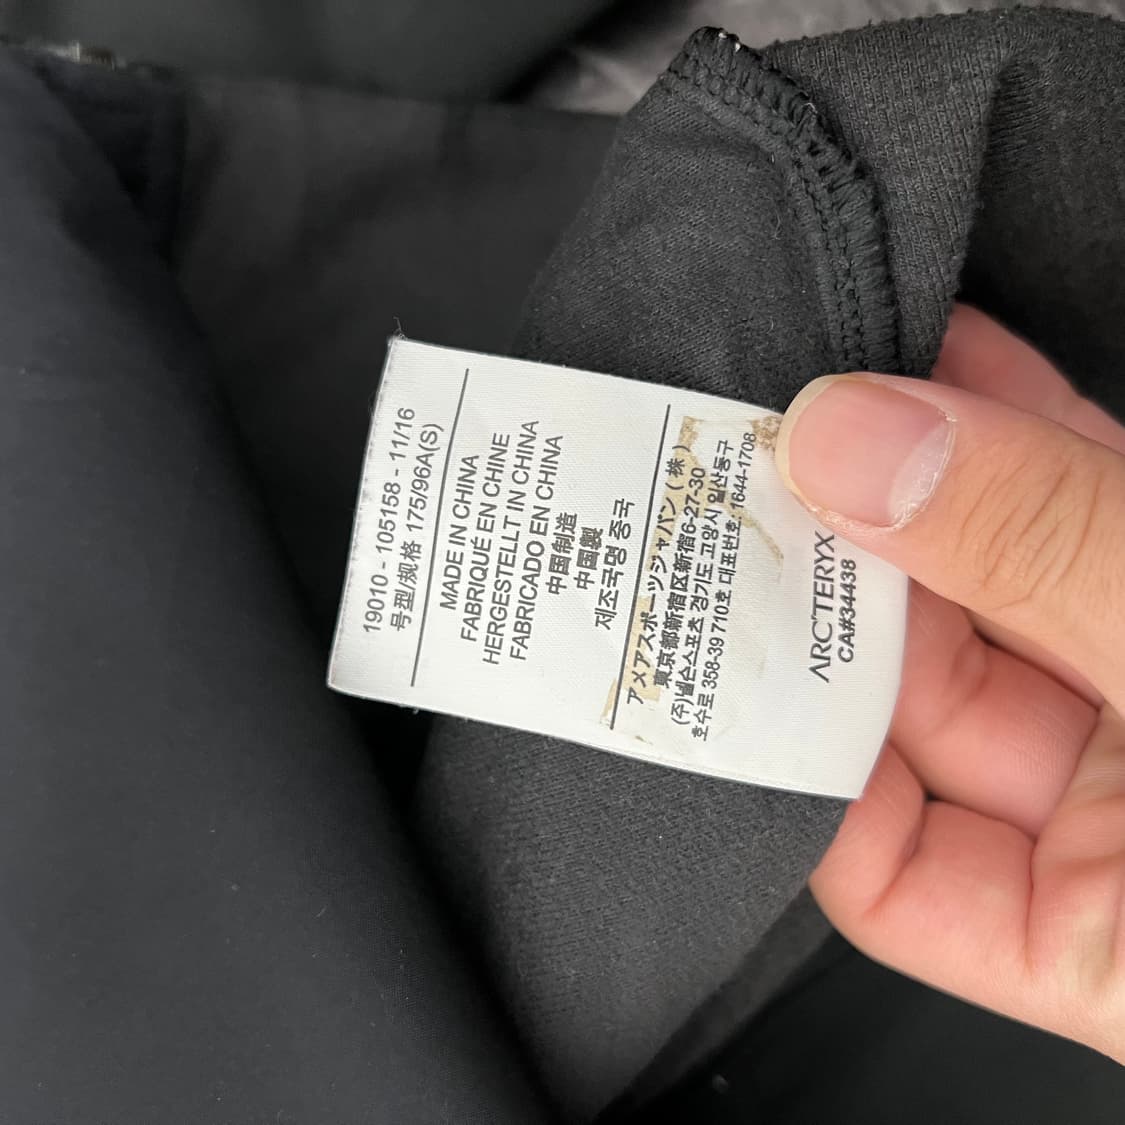 19010 - 105158 - 11/16
号型/规格 175/96A(S)
MADE IN CHINA
FABRIQUÉ EN CHINE
HERGESTELLT IN CHINA
FABRICADO EN CHINA
中国制造
中国製
제조국명 중국
アメアスポーツジャパン(株)
東京都新宿区新宿6-27-30
(주)넬슨스포츠 경기도 고양시 일산동구
호수로 358-39 710호 대표번호: 1644-1708
ARC'TERYX
CA#34438